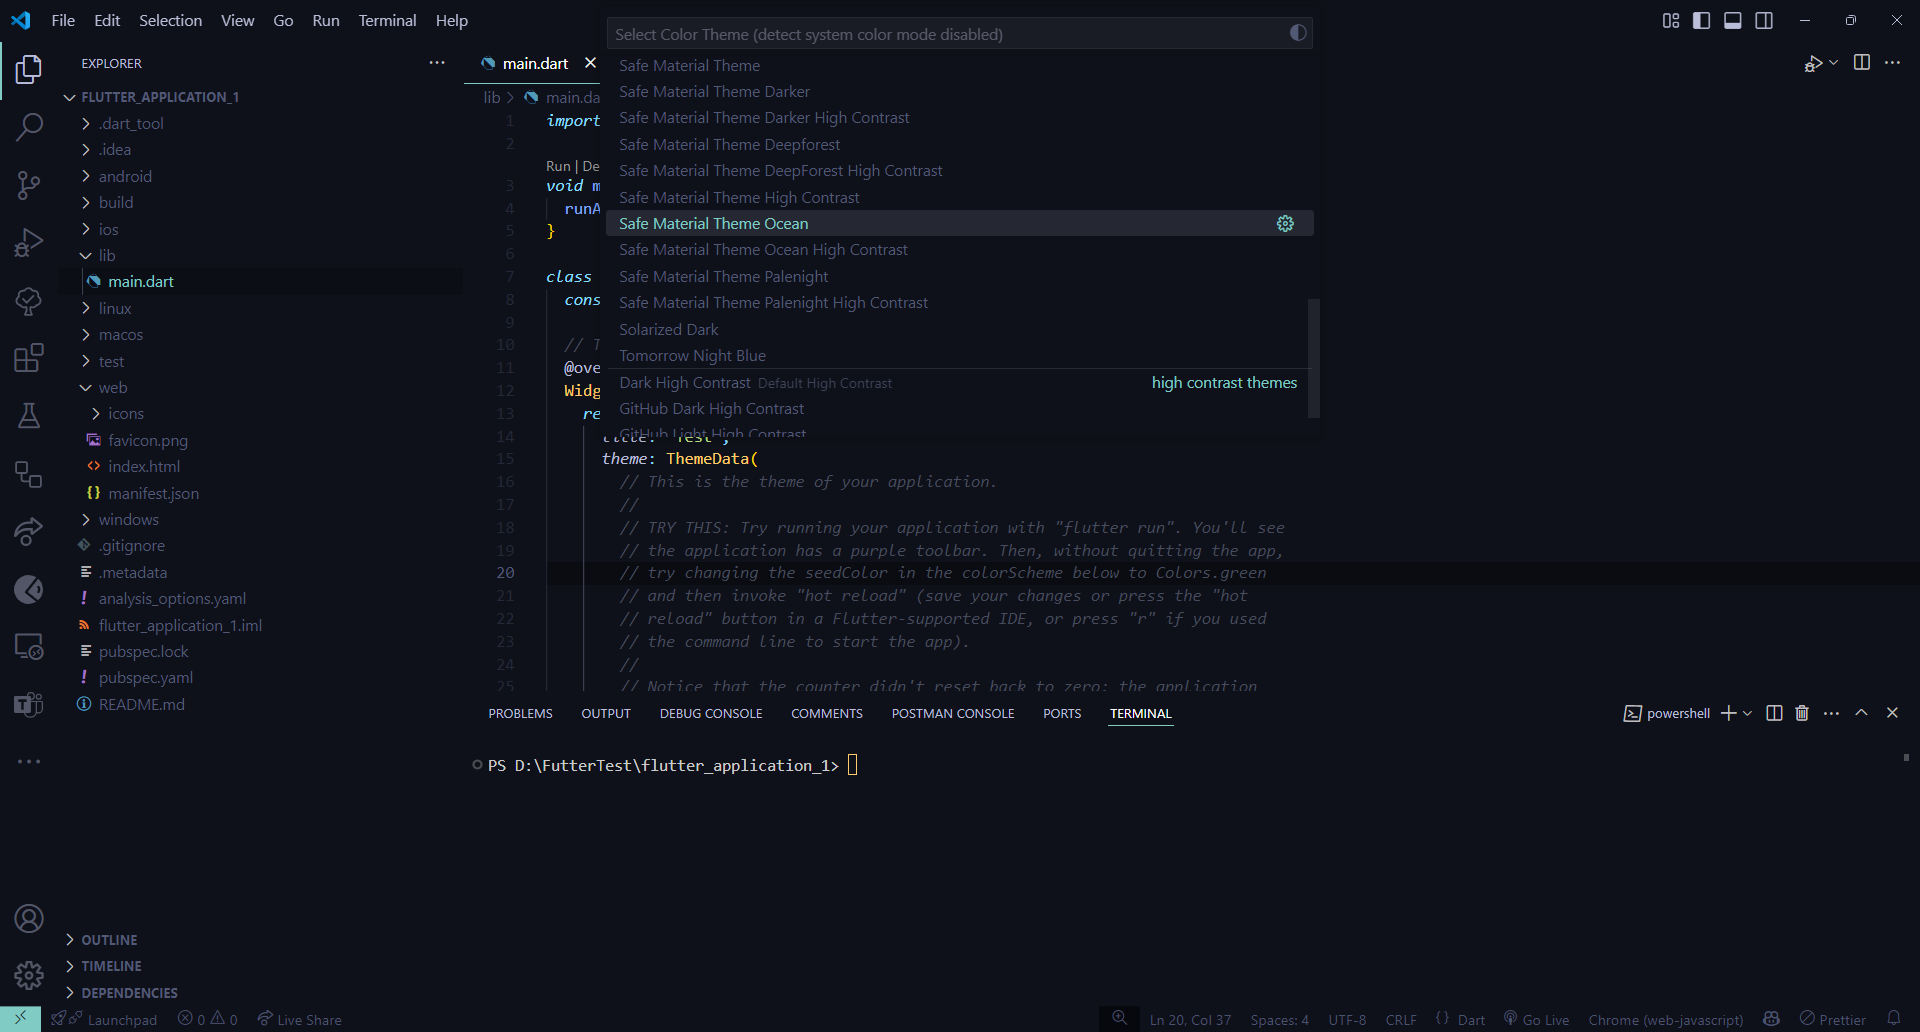 File Edit Selection View Go Run Terminal Help
Select Color Theme (detect system color mode disabled)
Safe Material Theme
Safe Material Theme Darker
Safe Material Theme Darker High Contrast
Safe Material Theme Deepforest
Safe Material Theme DeepForest High Contrast
Safe Material Theme High Contrast
Safe Material Theme Ocean
Safe Material Theme Ocean High Contrast
Safe Material Theme Palenight
Safe Material Theme Palenight High Contrast
Solarized Dark
Tomorrow Night Blue
Dark High Contrast Default High Contrast high contrast themes
GitHub Dark High Contrast
GitHub Light High Contrast
EXPLORER
FLUTTER_APPLICATION_1
.dart_tool
.idea
android
build
ios
lib
main.dart
linux
macos
test
web
icons
favicon.png
index.html
manifest.json
windows
.gitignore
.metadata
analysis_options.yaml
flutter_application_1.iml
pubspec.lock
pubspec.yaml
README.md
OUTLINE
TIMELINE
DEPENDENCIES
main.dart
lib > main.da
1 import
2
Run | De
3 void m
4 runA
5 }
6
7 class
8 cons
9
10 // T
11 @ove
12 Widg
13 re
14 title: 'Test',
15 theme: ThemeData(
16 // This is the theme of your application.
17 //
18 // TRY THIS: Try running your application with "flutter run". You'll see
19 // the application has a purple toolbar. Then, without quitting the app,
20 // try changing the seedColor in the colorScheme below to Colors.green
21 // and then invoke "hot reload" (save your changes or press the "hot
22 // reload" button in a Flutter-supported IDE, or press "r" if you used
23 // the command line to start the app).
24 //
25 // Notice that the counter didn't reset back to zero; the application
PROBLEMS OUTPUT DEBUG CONSOLE COMMENTS POSTMAN CONSOLE PORTS TERMINAL
powershell
PS D:\FutterTest\flutter_application_1>
Launchpad 0 0 Live Share
Ln 20, Col 37 Spaces: 4 UTF-8 CRLF {} Dart Go Live Chrome (web-javascript) Prettier